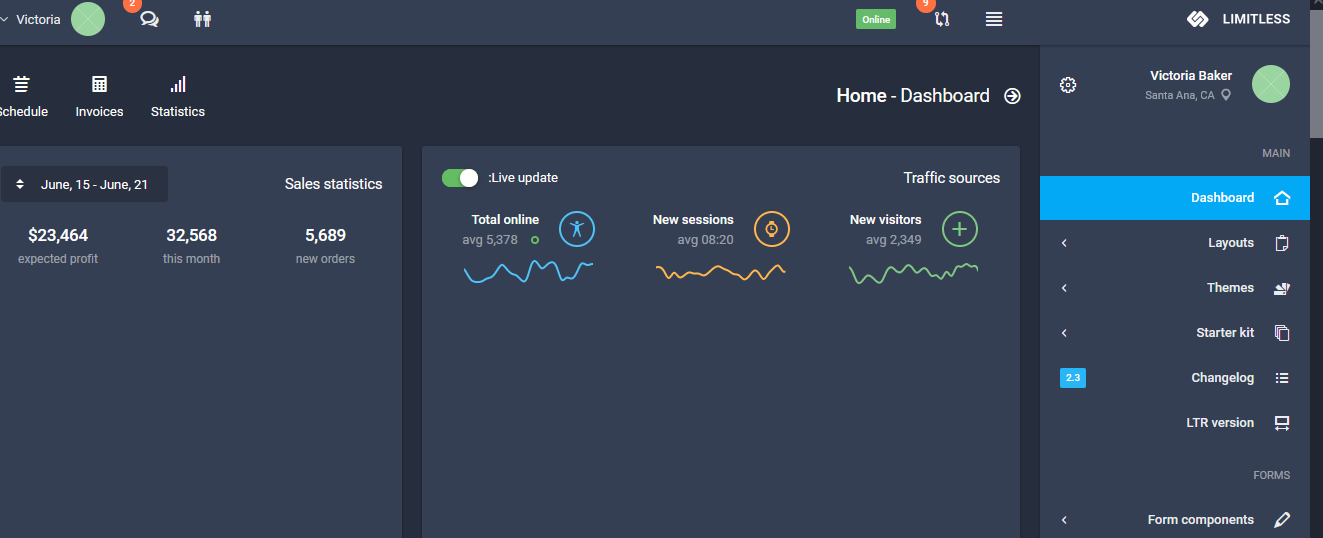 Victoria
2
Online
9
LIMITLESS
Schedule
Invoices
Statistics
Home - Dashboard
Victoria Baker
Santa Ana, CA
MAIN
Dashboard
Layouts
Themes
Starter kit
Changelog
2.3
LTR version
FORMS
Form components
Traffic sources
:Live update
Total online
avg 5,378
New sessions
avg 08:20
New visitors
avg 2,349
Sales statistics
June, 15 - June, 21
$23,464
expected profit
32,568
this month
5,689
new orders